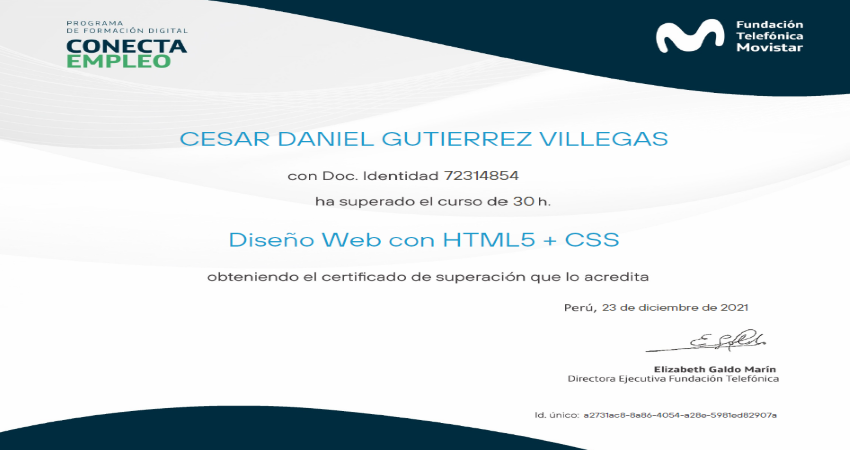 PROGRAMA
DE FORMACIÓN DIGITAL
CONECTA
EMPLEO
Fundación
Telefónica
Movistar
CESAR DANIEL GUTIERREZ VILLEGAS
con Doc. Identidad 72314854
ha superado el curso de 30 h.
Diseño Web con HTML5 + CSS
obteniendo el certificado de superación que lo acredita
Perú, 23 de diciembre de 2021
Elizabeth Galdo Marín
Directora Ejecutiva Fundación Telefónica
Id. único: a2731ac8-8a86-4054-a28e-5981ed82907a